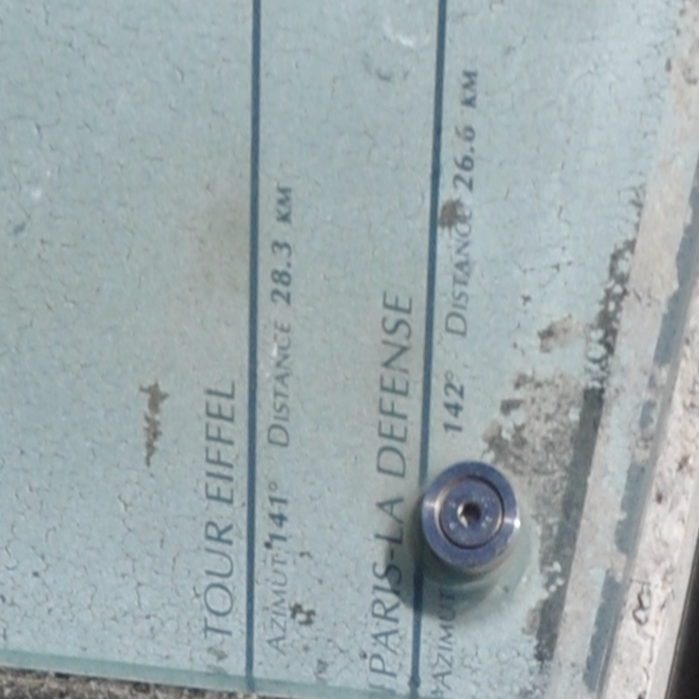 TOUR EIFFEL
AZIMUT 141° DISTANCE 28.3 KM
PARIS-LA DEFENSE
AZIMUT 142° DISTANCE 26.6 KM